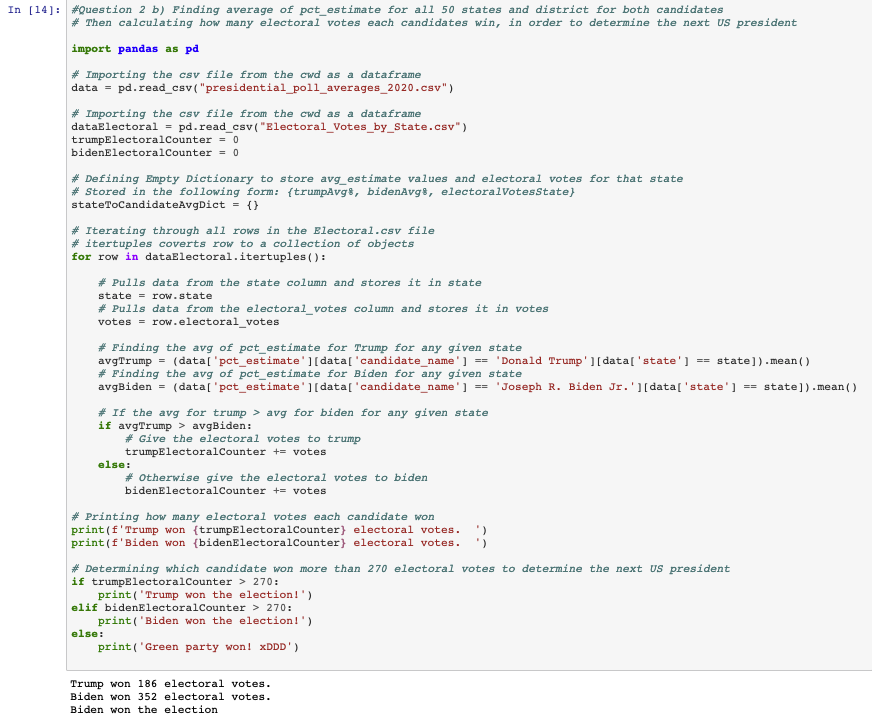 In [14]: #Question 2 b) Finding average of pct_estimate for all 50 states and district for both candidates
# Then calculating how many electoral votes each candidates win, in order to determine the next US president

import pandas as pd

# Importing the csv file from the cwd as a dataframe
data = pd.read_csv("presidential_poll_averages_2020.csv")

# Importing the csv file from the cwd as a dataframe
dataElectoral = pd.read_csv("Electoral_Votes_by_State.csv")
trumpElectoralCounter = 0
bidenElectoralCounter = 0

# Defining Empty Dictionary to store avg_estimate values and electoral votes for that state
# Stored in the following form: {trumpAvg%, bidenAvg%, electoralVotesState}
stateToCandidateAvgDict = {}

# Iterating through all rows in the Electoral.csv file
# itertuples coverts row to a collection of objects
for row in dataElectoral.itertuples():

    # Pulls data from the state column and stores it in state
    state = row.state
    # Pulls data from the electoral_votes column and stores it in votes
    votes = row.electoral_votes

    # Finding the avg of pct_estimate for Trump for any given state
    avgTrump = (data['pct_estimate'][data['candidate_name'] == 'Donald Trump'][data['state'] == state]).mean()
    # Finding the avg of pct_estimate for Biden for any given state
    avgBiden = (data['pct_estimate'][data['candidate_name'] == 'Joseph R. Biden Jr.'][data['state'] == state]).mean()

    # If the avg for trump > avg for biden for any given state
    if avgTrump > avgBiden:
        # Give the electoral votes to trump
        trumpElectoralCounter += votes
    else:
        # Otherwise give the electoral votes to biden
        bidenElectoralCounter += votes

# Printing how many electoral votes each candidate won
print(f'Trump won {trumpElectoralCounter} electoral votes.  ')
print(f'Biden won {bidenElectoralCounter} electoral votes.  ')

# Determining which candidate won more than 270 electoral votes to determine the next US president
if trumpElectoralCounter > 270:
    print('Trump won the election!')
elif bidenElectoralCounter > 270:
    print('Biden won the election!')
else:
    print('Green party won! xDDD')

Trump won 186 electoral votes.
Biden won 352 electoral votes.
Biden won the election